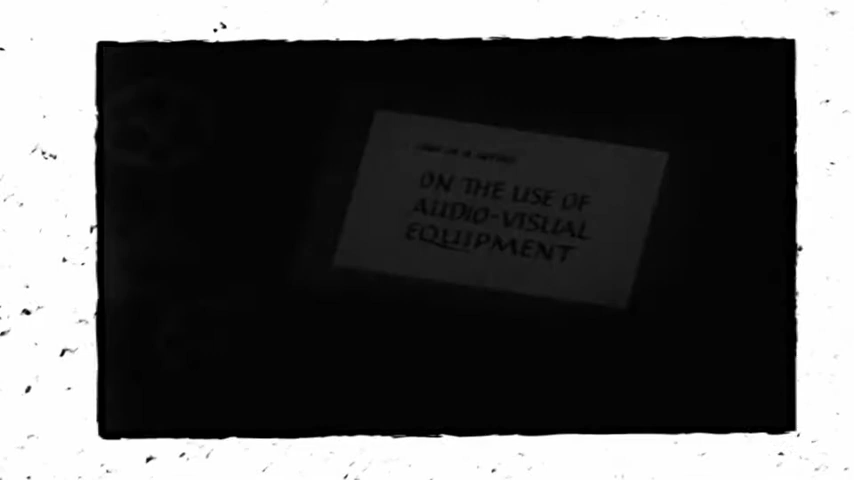 ON THE USE OF
AUDIO-VISUAL
EQUIPMENT